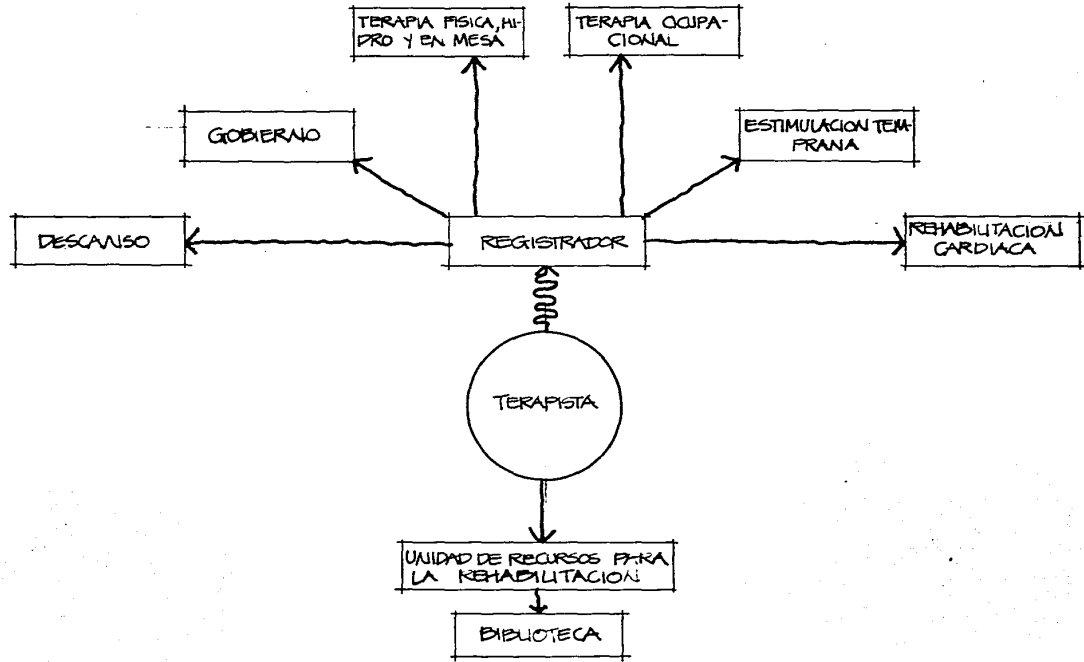 TERAPIA FISICA, HI-
DRO Y EN MESA
TERAPIA OCUPA-
CIONAL
GOBIERNO
ESTIMULACION TEM-
PRANA
DESCANSO
REGISTRADOR
REHABILITACION
CARDIACA
TERAPISTA
UNIDAD DE RECURSOS PARA
LA REHABILITACION
BIBLIOTECA